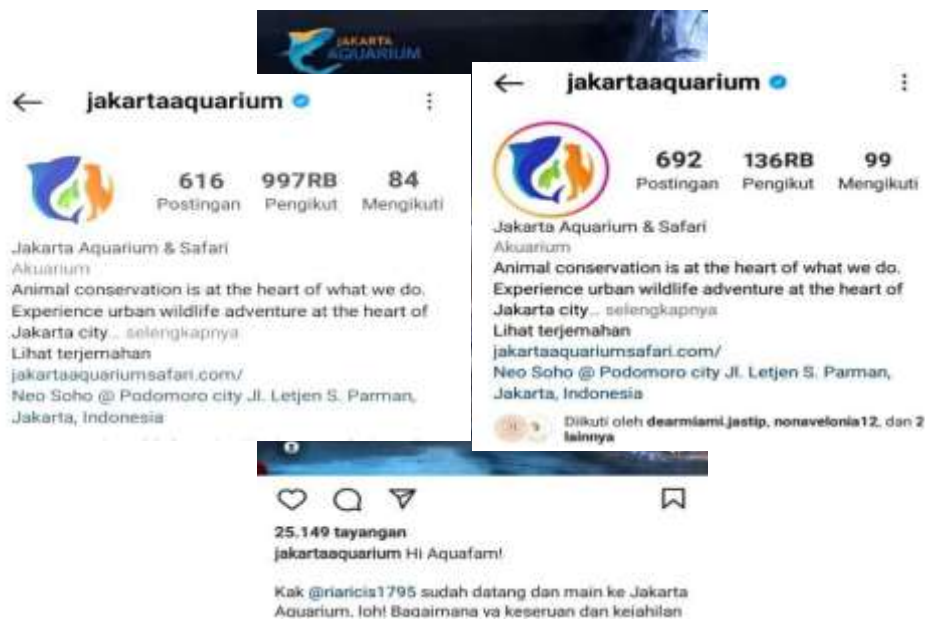 JAKARTA
AQUARIUM
jakartaaquarium
616
997RB
84
Postingan
Pengikut
Mengikuti
Jakarta Aquarium & Safari
Akuarium
Animal conservation is at the heart of what we do.
Experience urban wildlife adventure at the heart of
Jakarta city... selengkapnya
Lihat terjemahan
jakartaaquariumsafari.com/
Neo Soho @ Podomoro city Jl. Letjen S. Parman,
Jakarta, Indonesia
jakartaaquarium
692
136RB
99
Postingan
Pengikut
Mengikuti
Jakarta Aquarium & Safari
Akuarium
Animal conservation is at the heart of what we do.
Experience urban wildlife adventure at the heart of
Jakarta city... selengkapnya
Lihat terjemahan
jakartaaquariumsafari.com/
Neo Soho @ Podomoro city Jl. Letjen S. Parman,
Jakarta, Indonesia
Diikuti oleh dearmiami.jastip, nonavelonia12, dan 2
lainnya
25.149 tayangan
jakartaaquarium Hi Aquafam!
Kak @riaricis1795 sudah datang dan main ke Jakarta
Aquarium, loh! Bagaimana ya keseruan dan kejahilan